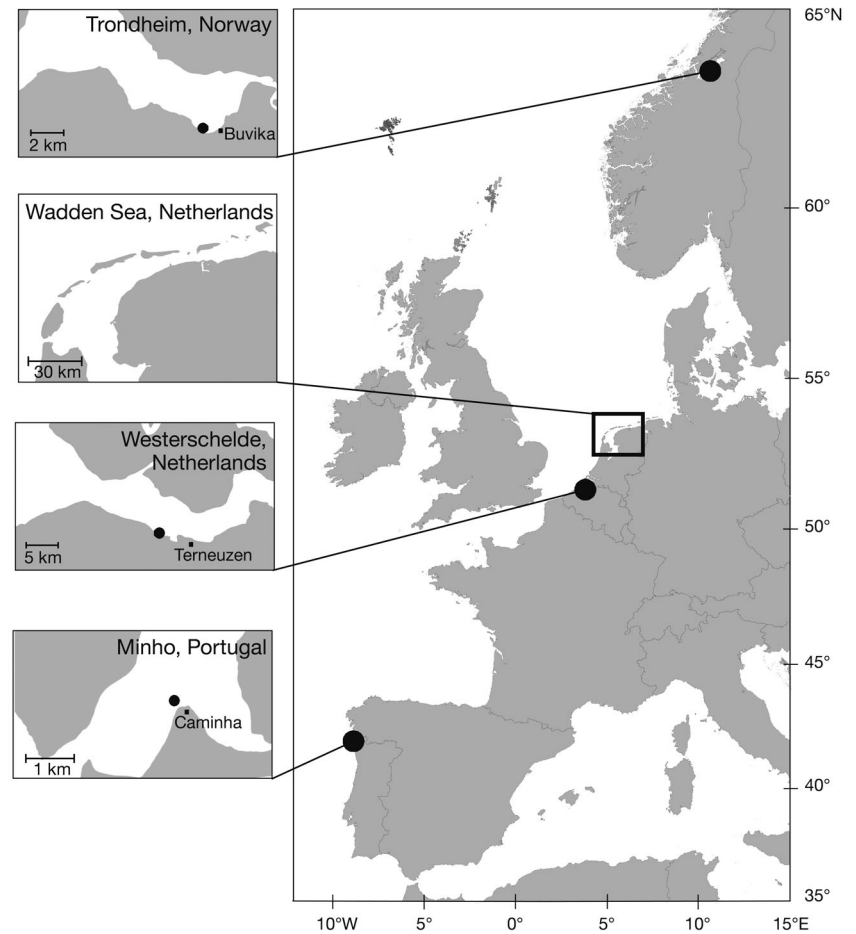 Trondheim, Norway
Buvika
2 km
Wadden Sea, Netherlands
30 km
Westerschelde,
Netherlands
Terneuzen
5 km
Minho, Portugal
Caminha
1 km
65°N
60°
55°
50°
45°
40°
35°
10°W 5° 0° 5° 10° 15°E